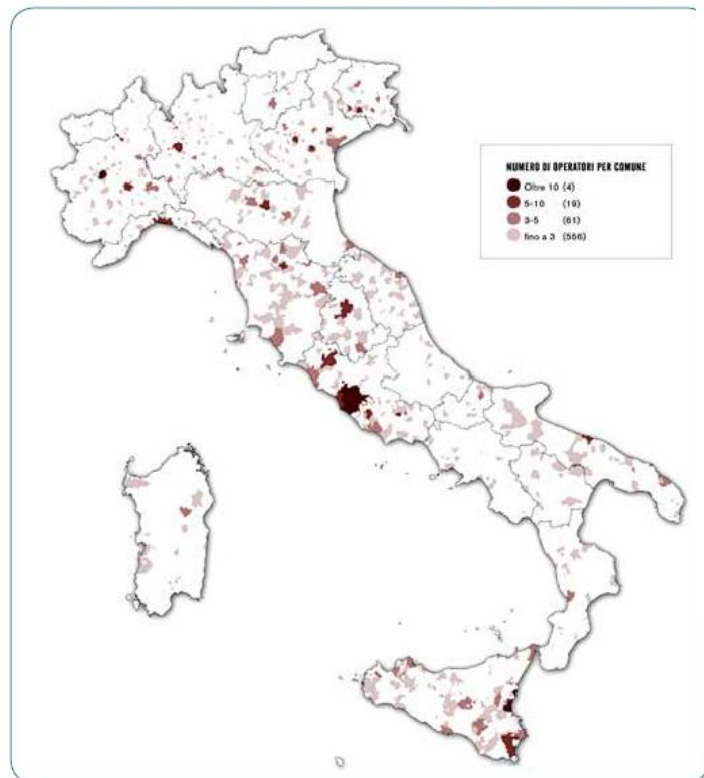 NUMERO DI OPERATORI PER COMUNE
Oltre 10 (4)
5-10 (19)
3-5 (61)
fino a 3 (556)